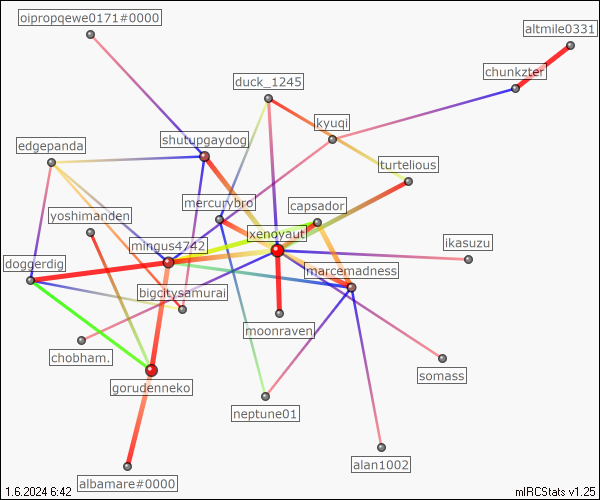 oipropqewe0171#0000
altmile0331
chunkzter
duck_1245
kyuqi
shutupgaydog
edgepanda
turtelious
mercurybro
capsador
yoshimanden
xenoyaut
mingus4742
ikasuzu
doggerdig
marcemadness
bigcitysamurai
moonraven
chobham.
somass
gorudenneko
neptune01
alan1002
albamare#0000
1.6.2024 6:42
mIRCStats v1.25